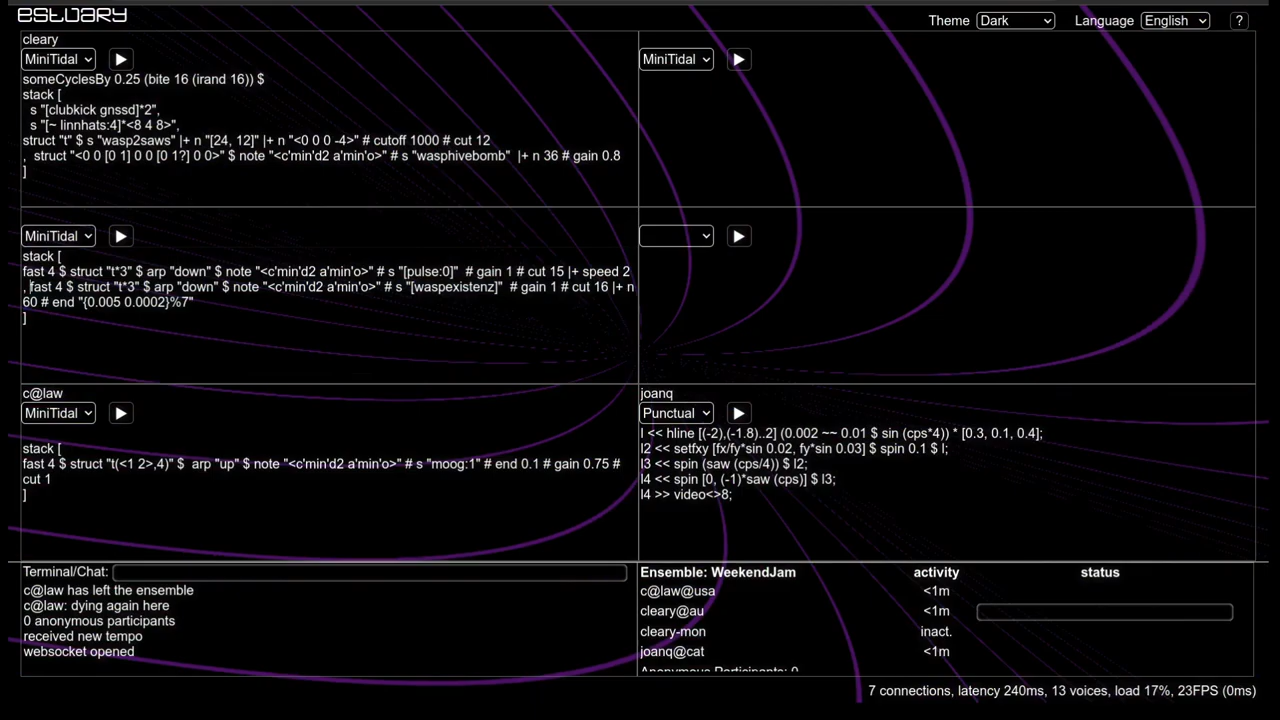 estuary
Theme Dark Language English ?
cleary
MiniTidal
someCyclesBy 0.25 (bite 16 (irand 16)) $
stack [
s "[clubkick gnssd]*2",
s "[~ linnhats:4]*<8 4 8>",
struct "t" $ s "wasp2saws" |+ n "[24, 12]" |+ n "<0 0 0 -4>" # cutoff 1000 # cut 12
, struct "<0 0 [0 1] 0 0 [0 1?] 0 0>" $ note "<c'min'd2 a'min'o>" # s "wasphivebomb" |+ n 36 # gain 0.8
]
MiniTidal
MiniTidal
stack [
fast 4 $ struct "t*3" $ arp "down" $ note "<c'min'd2 a'min'o>" # s "[pulse:0]" # gain 1 # cut 15 |+ speed 2
, fast 4 $ struct "t*3" $ arp "down" $ note "<c'min'd2 a'min'o>" # s "[waspexistenz]" # gain 1 # cut 16 |+ n
60 # end "{0.005 0.0002}%7"
]
c@law
MiniTidal
stack [
fast 4 $ struct "t(<1 2>,4)" $ arp "up" $ note "<c'min'd2 a'min'o>" # s "moog:1" # end 0.1 # gain 0.75 #
cut 1
]
joanq
Punctual
l << hline [(-2),(-1.8)..2] (0.002 ~~ 0.01 $ sin (cps*4)) * [0.3, 0.1, 0.4];
l2 << setfxy [fx/fy*sin 0.02, fy*sin 0.03] $ spin 0.1 $ l;
l3 << spin (saw (cps/4)) $ l2;
l4 << spin [0, (-1)*saw (cps)] $ l3;
l4 >> video<>8;
Terminal/Chat:
c@law has left the ensemble
c@law: dying again here
0 anonymous participants
received new tempo
websocket opened
Ensemble: WeekendJam activity status
c@law@usa <1m
cleary@au <1m
cleary-mon inact.
joanq@cat <1m
Anonymous Participants: 0
7 connections, latency 240ms, 13 voices, load 17%, 23FPS (0ms)